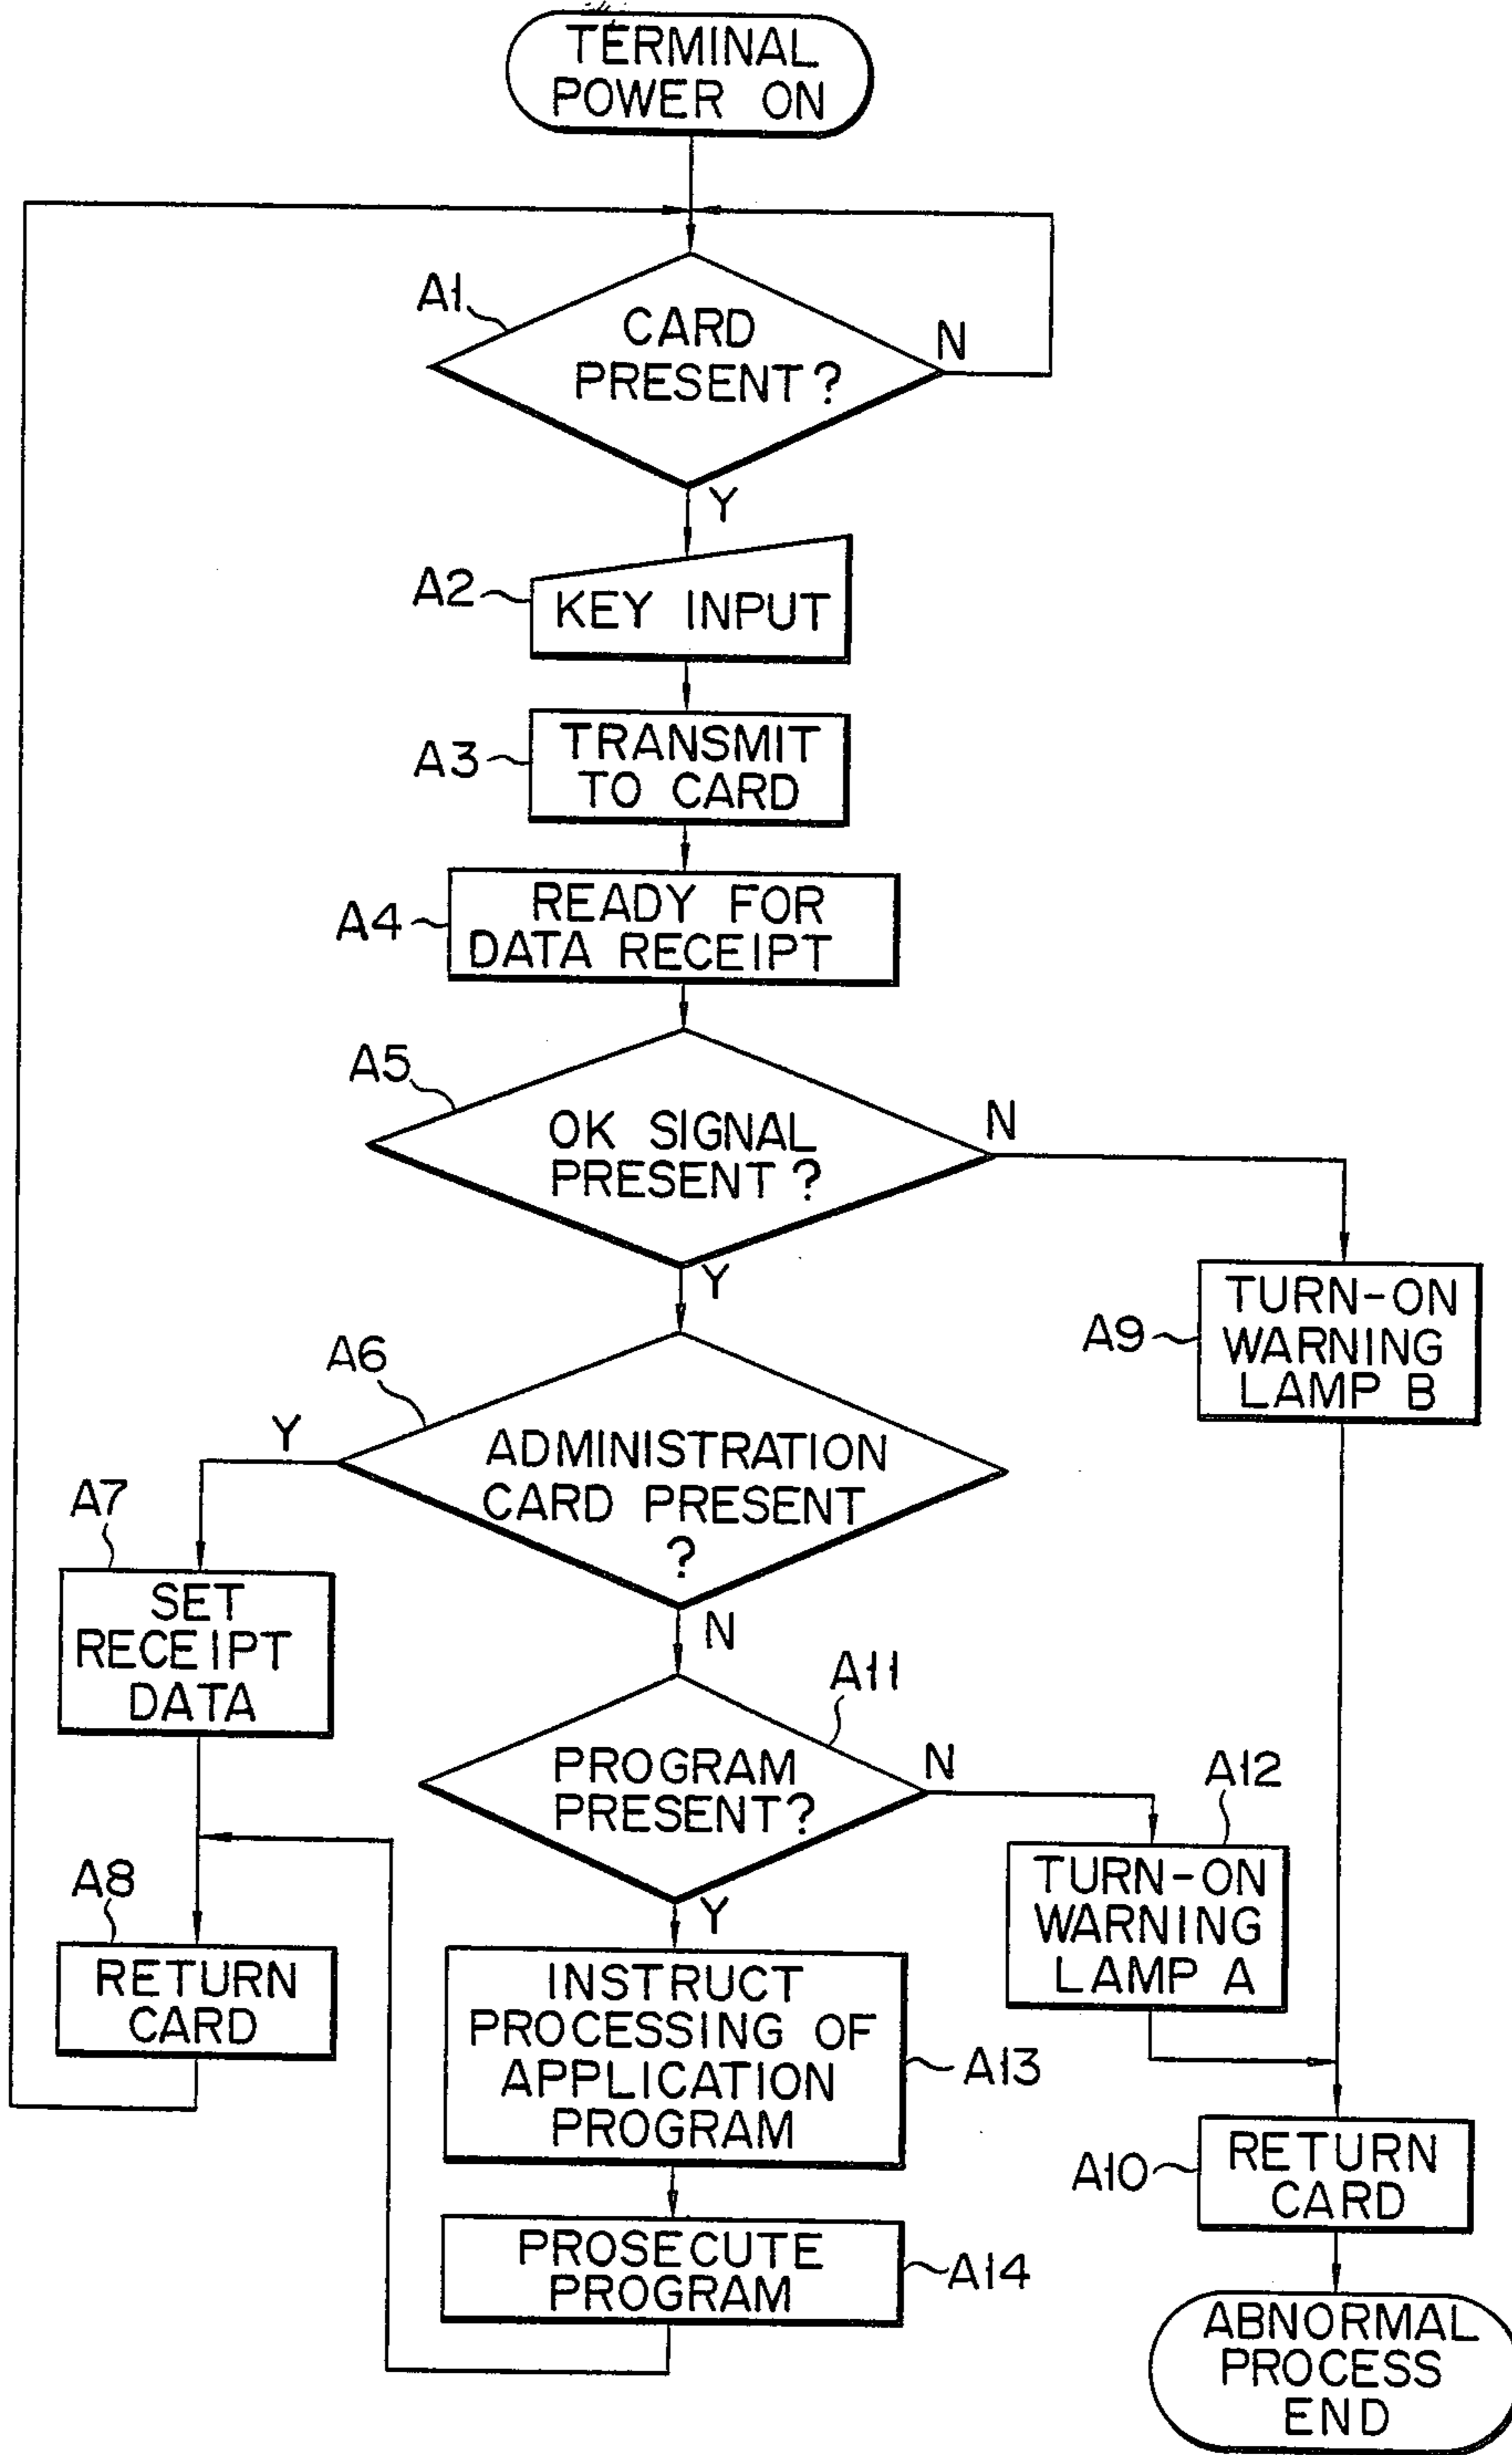 TERMINAL
POWER ON
A1
CARD
PRESENT?
N
Y
A2
KEY INPUT
A3
TRANSMIT
TO CARD
A4
READY FOR
DATA RECEIPT
A5
OK SIGNAL
PRESENT?
N
Y
A9
TURN-ON
WARNING
LAMP B
A6
ADMINISTRATION
CARD PRESENT
?
Y
N
A7
SET
RECEIPT
DATA
A11
PROGRAM
PRESENT?
N
Y
A12
TURN-ON
WARNING
LAMP A
A8
RETURN
CARD
INSTRUCT
PROCESSING OF
APPLICATION
PROGRAM
A13
A10
RETURN
CARD
PROSECUTE
PROGRAM
A14
ABNORMAL
PROCESS
END